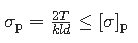 σ_p = 2T/kld ≤ [σ]_p